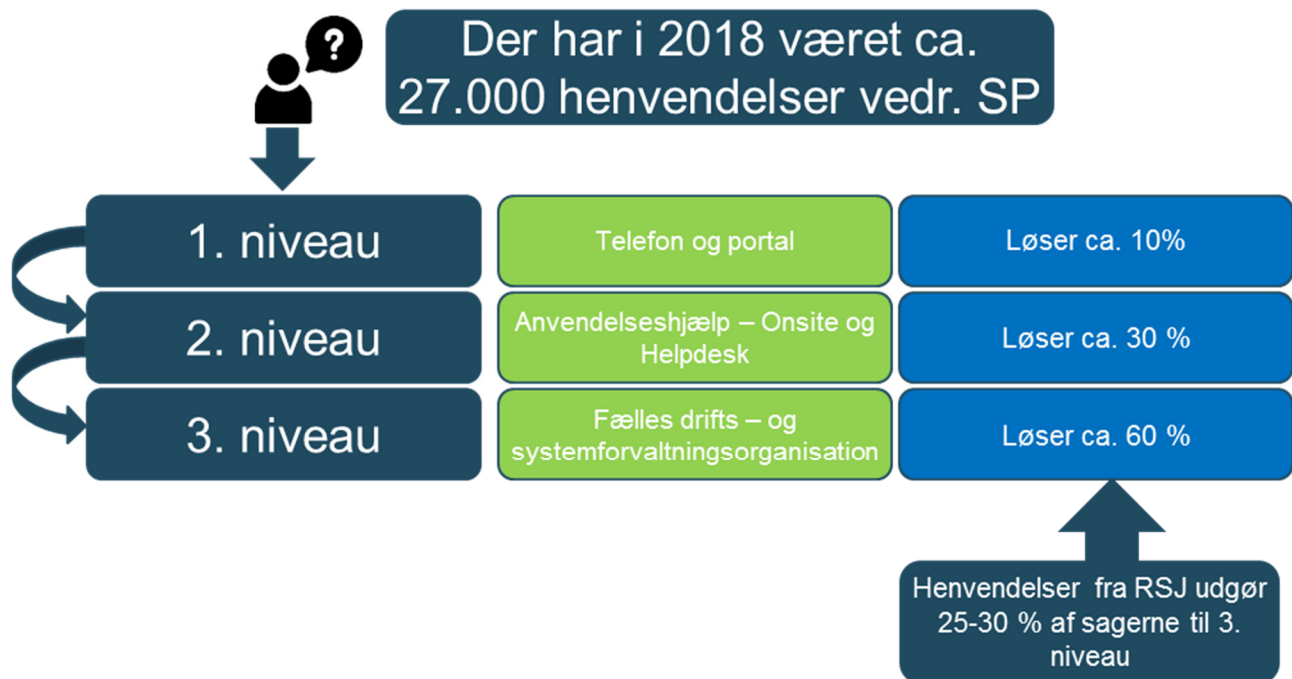 ?
Der har i 2018 været ca.
27.000 henvendelser vedr. SP
1. niveau
Telefon og portal
Løser ca. 10%
2. niveau
Anvendelseshjælp – Onsite og
Helpdesk
Løser ca. 30 %
3. niveau
Fælles drifts – og
systemforvaltningsorganisation
Løser ca. 60 %
Henvendelser fra RSJ udgør
25-30 % af sagerne til 3.
niveau